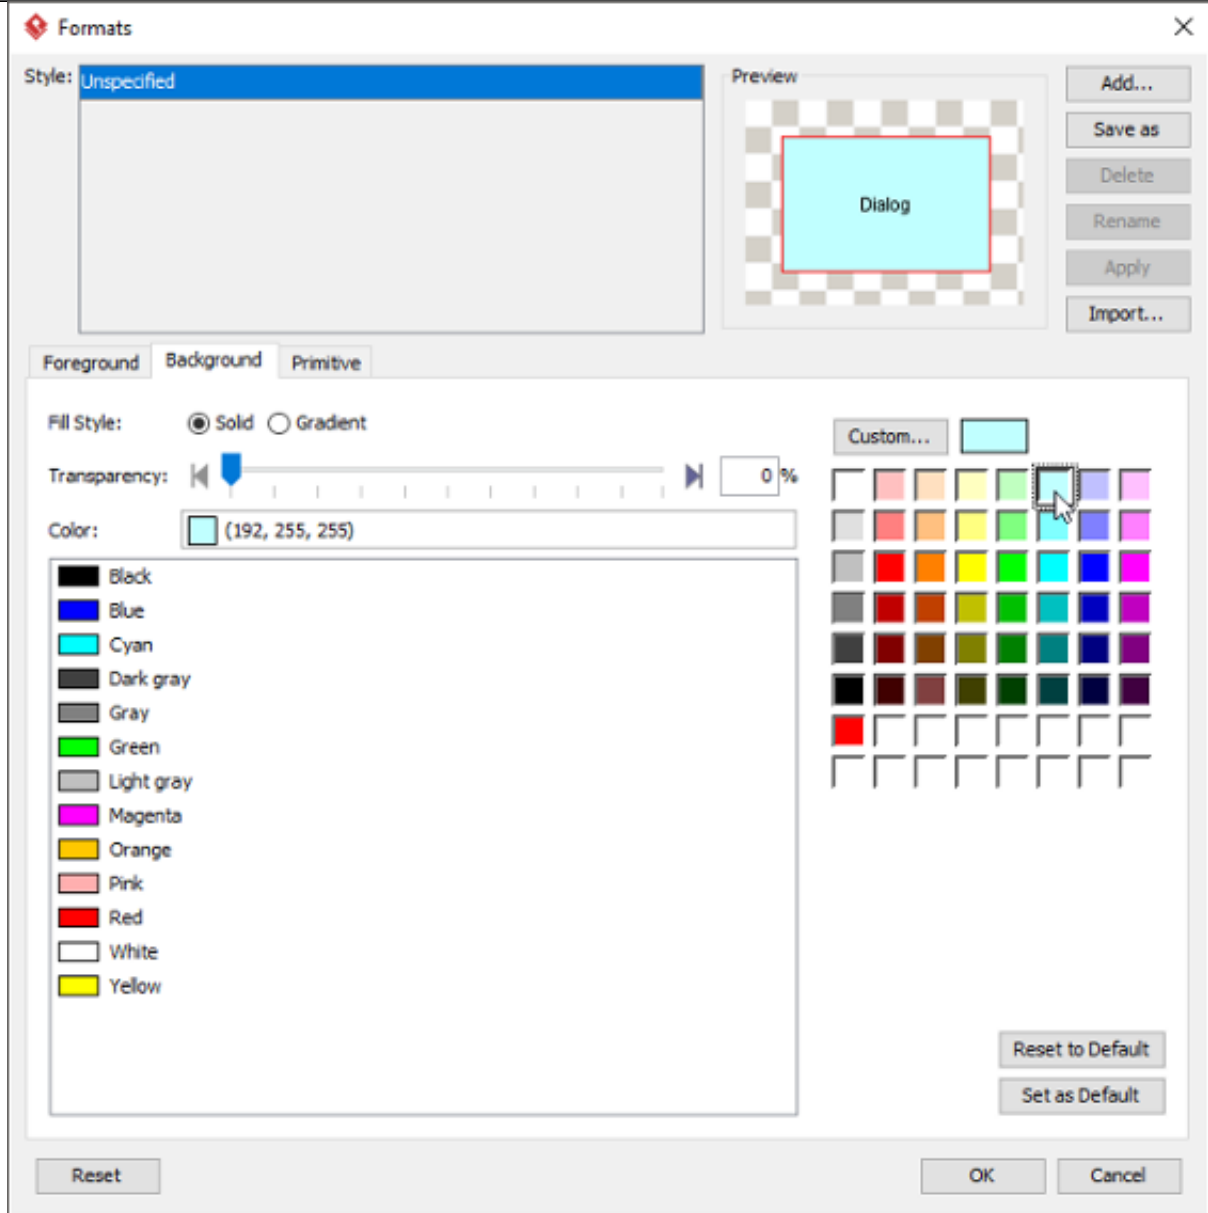 Formats
Style:
Unspecified
Preview
Dialog
Add...
Save as
Delete
Rename
Apply
Import...
Foreground
Background
Primitive
Fill Style:
Solid
Gradient
Transparency:
0 %
Color:
(192, 255, 255)
Black
Blue
Cyan
Dark gray
Gray
Green
Light gray
Magenta
Orange
Pink
Red
White
Yellow
Custom...
Reset to Default
Set as Default
Reset
OK
Cancel